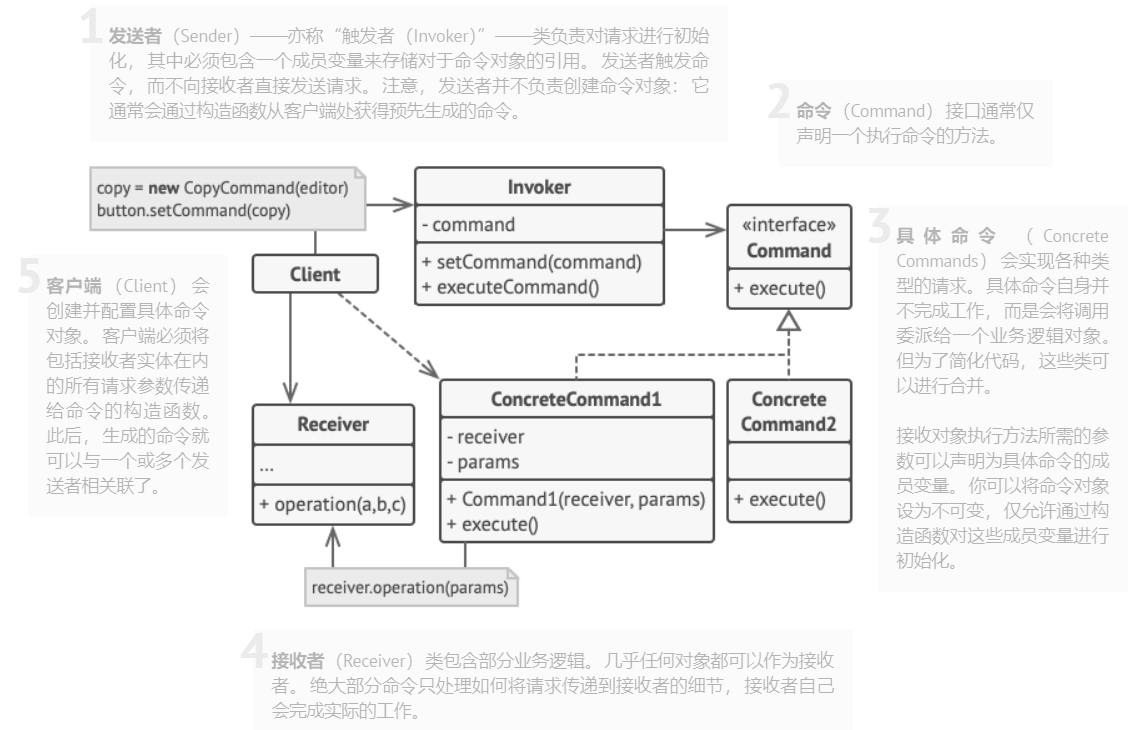 1
发送者（Sender）——亦称“触发者（Invoker）”——类负责对请求进行初始
化，其中必须包含一个成员变量来存储对于命令对象的引用。发送者触发命
令，而不向接收者直接发送请求。注意，发送者并不负责创建命令对象：它
通常会通过构造函数从客户端处获得预先生成的命令。
2
命令（Command）接口通常仅
声明一个执行命令的方法。
copy = new CopyCommand(editor)
button.setCommand(copy)
Invoker
- command
+ setCommand(command)
+ executeCommand()
«interface»
Command
+ execute()
3
具体命令（Concrete
Commands）会实现各种类
型的请求。具体命令自身并
不完成工作，而是会将调用
委派给一个业务逻辑对象。
但为了简化代码，这些类可
以进行合并。
接收对象执行方法所需的参
数可以声明为具体命令的成
员变量。你可以将命令对象
设为不可变，仅允许通过构
造函数对这些成员变量进行
初始化。
5
客户端（Client）会
创建并配置具体命令
对象。客户端必须将
包括接收者实体在内
的所有请求参数传递
给命令的构造函数。
此后，生成的命令就
可以与一个或多个发
送者相关联了。
Client
Receiver
...
+ operation(a,b,c)
ConcreteCommand1
- receiver
- params
+ Command1(receiver, params)
+ execute()
Concrete
Command2
+ execute()
receiver.operation(params)
4
接收者（Receiver）类包含部分业务逻辑。几乎任何对象都可以作为接收
者。绝大部分命令只处理如何将请求传递到接收者的细节，接收者自己
会完成实际的工作。